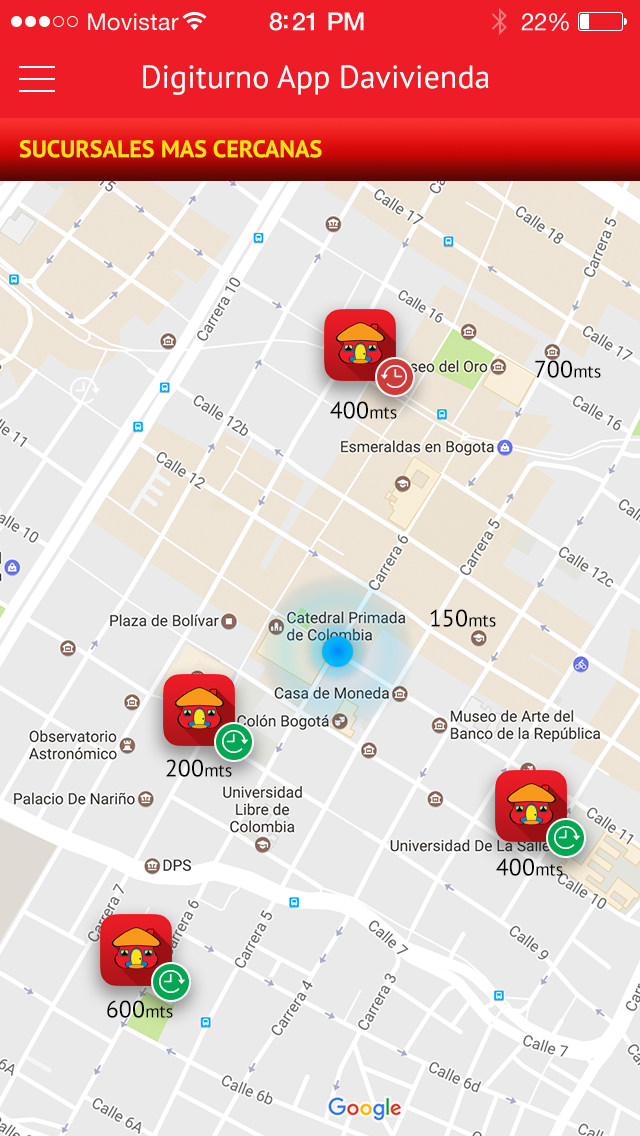 Movistar 8:21 PM 22%
Digiturno App Davivienda
SUCURSALES MAS CERCANAS
15
Calle 17
Calle 18
Carrera 5
Carrera 10
Calle 16
Calle 17
seo del Oro
700mts
400mts
Calle 16
Calle 12b
Esmeraldas en Bogota
Calle 12
Carrera 5
Carrera 6
Calle 12c
Plaza de Bolívar
Catedral Primada
de Colombia
150mts
Casa de Moneda
Colón Bogotá
Museo de Arte del
Banco de la República
Observatorio
Astronómico
200mts
Palacio De Nariño
Universidad
Libre de
Colombia
Universidad De La Salle
Calle 11
400mts
Calle 10
DPS
Carrera 7
Carrera 6
Carrera 5
Calle 7
Calle 9
600mts
Carrera 4
Carrera 3
Calle 7
Calle 6b
Calle 6d
Calle 6A
Google